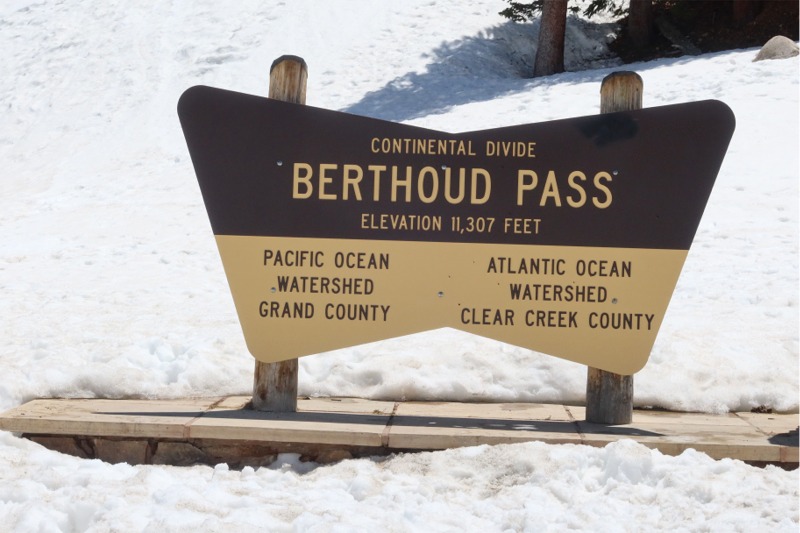 CONTINENTAL DIVIDE
BERTHOUD PASS
ELEVATION 11,307 FEET
PACIFIC OCEAN
WATERSHED
GRAND COUNTY
ATLANTIC OCEAN
WATERSHED
CLEAR CREEK COUNTY